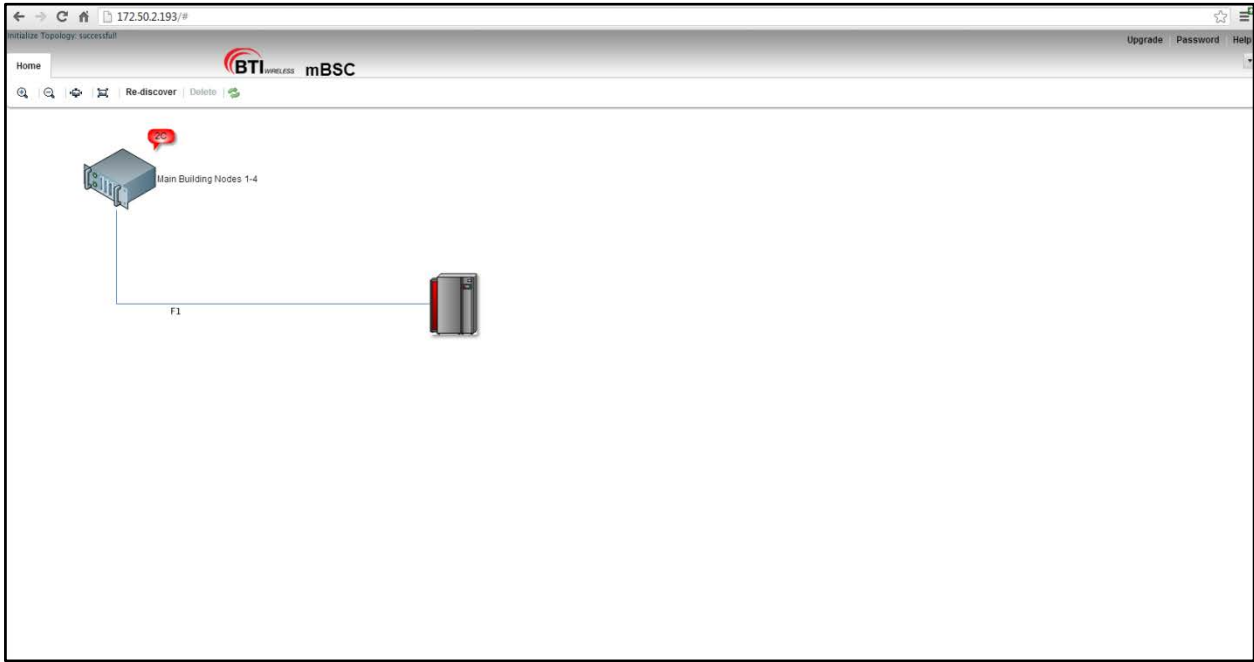 172.50.2.193/#
Initialize Topology: successfull
Upgrade Password Help
Home
BTI WIRELESS mBSC
Re-discover Delete
Main Building Nodes 1-4
F1